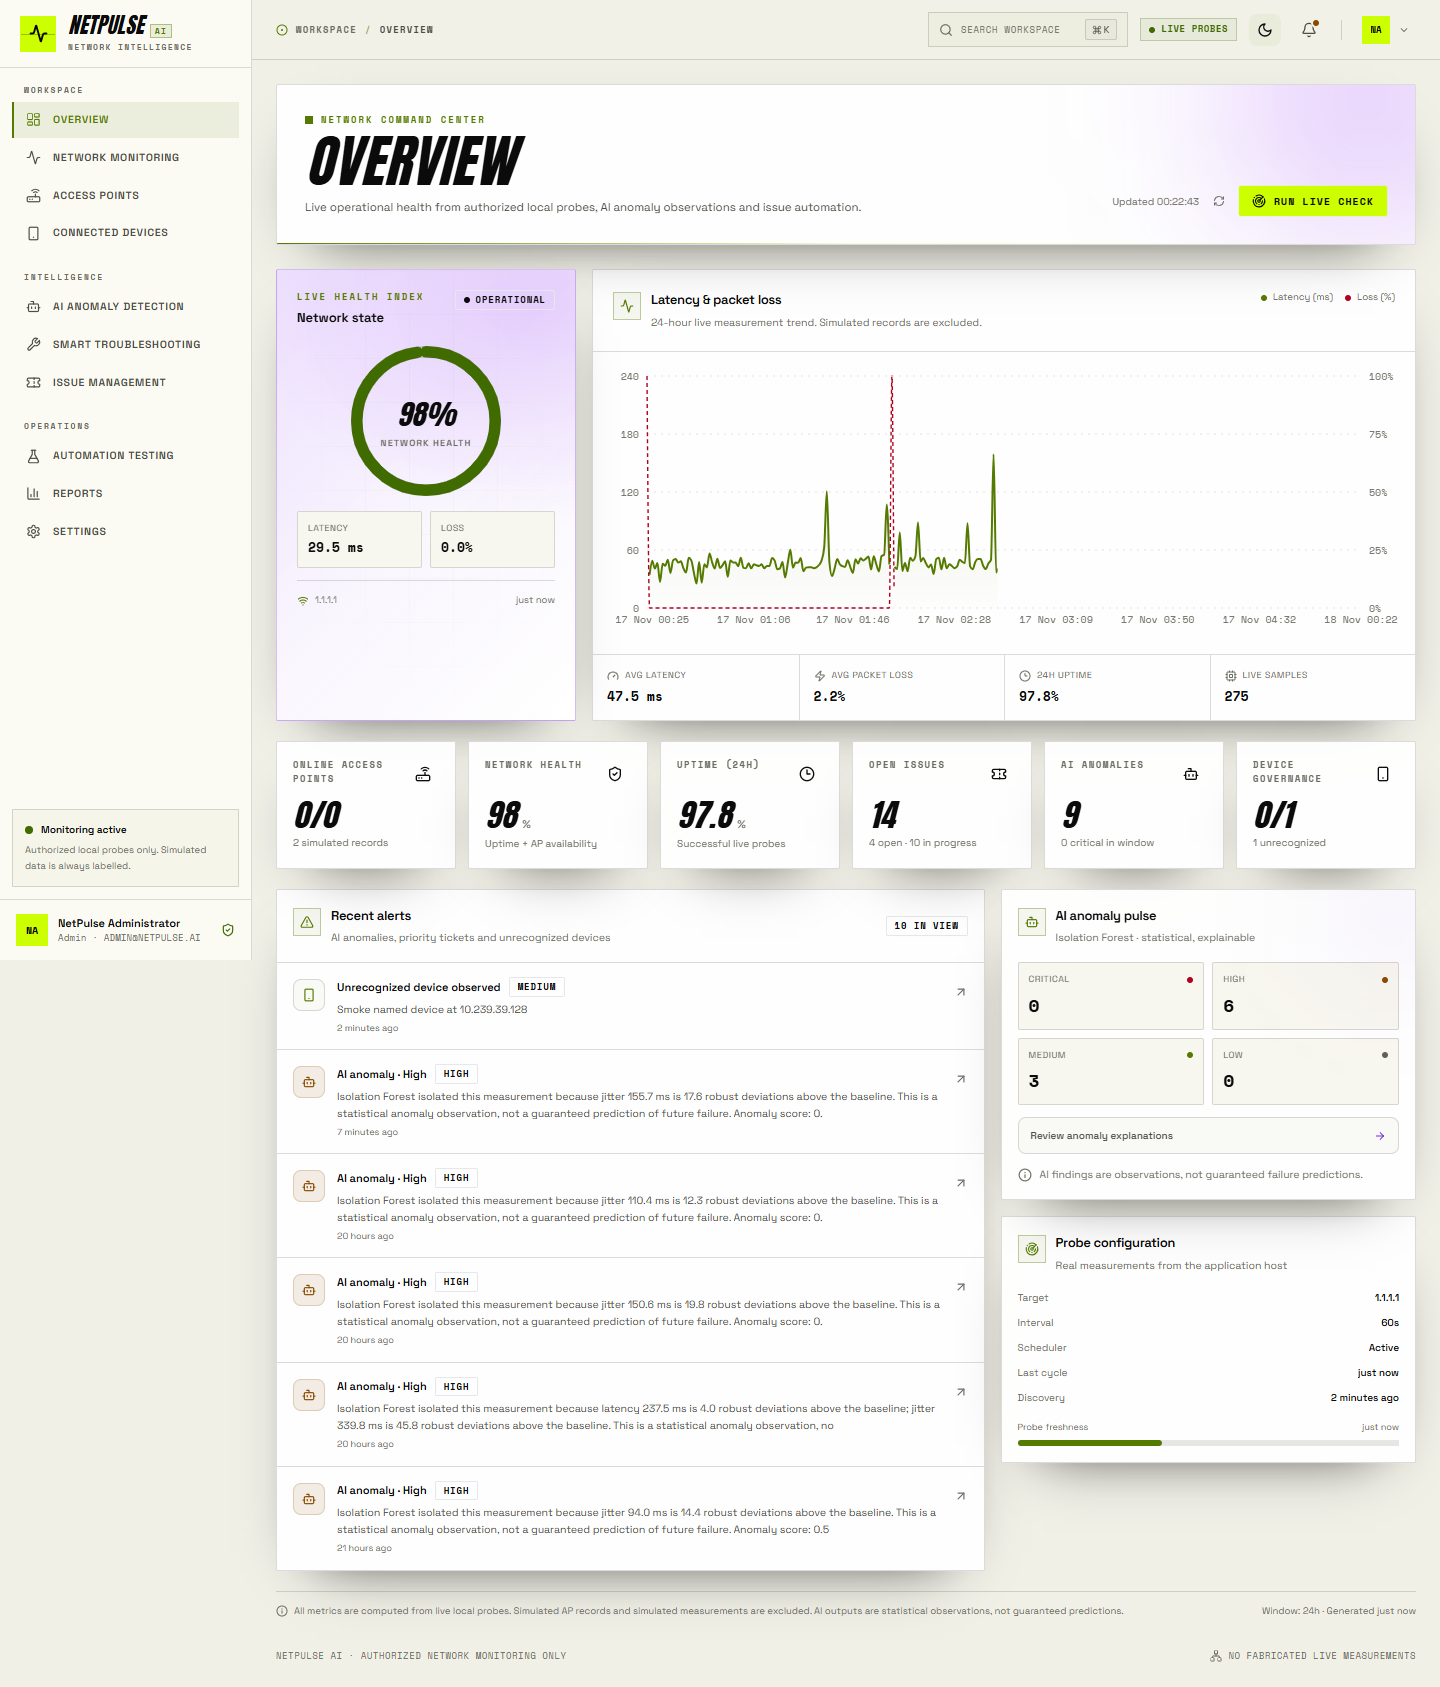 NETPULSE AI
NETWORK INTELLIGENCE
WORKSPACE
OVERVIEW
NETWORK MONITORING
ACCESS POINTS
CONNECTED DEVICES
INTELLIGENCE
AI ANOMALY DETECTION
SMART TROUBLESHOOTING
ISSUE MANAGEMENT
OPERATIONS
AUTOMATION TESTING
REPORTS
SETTINGS
Monitoring active
Authorized local probes only. Simulated
data is always labelled.
NA
NetPulse Administrator
Admin · ADMIN@NETPULSE.AI
WORKSPACE / OVERVIEW
SEARCH WORKSPACE ⌘K
LIVE PROBES
NA
NETWORK COMMAND CENTER
OVERVIEW
Live operational health from authorized local probes, AI anomaly observations and issue automation.
Updated 00:22:43
RUN LIVE CHECK
LIVE HEALTH INDEX
OPERATIONAL
Network state
98%
NETWORK HEALTH
LATENCY
29.5 ms
LOSS
0.0%
1.1.1.1
just now
Latency & packet loss
24-hour live measurement trend. Simulated records are excluded.
Latency (ms) Loss (%)
240 100%
180 75%
120 50%
60 25%
0 0%
17 Nov 00:25 17 Nov 01:06 17 Nov 01:46 17 Nov 02:28 17 Nov 03:09 17 Nov 03:50 17 Nov 04:32 18 Nov 00:22
AVG LATENCY
47.5 ms
AVG PACKET LOSS
2.2%
24H UPTIME
97.8%
LIVE SAMPLES
275
ONLINE ACCESS
POINTS
0/0
2 simulated records
NETWORK HEALTH
98 %
Uptime + AP availability
UPTIME (24H)
97.8 %
Successful live probes
OPEN ISSUES
14
4 open · 10 in progress
AI ANOMALIES
9
0 critical in window
DEVICE
GOVERNANCE
0/1
1 unrecognized
Recent alerts
AI anomalies, priority tickets and unrecognized devices
10 IN VIEW
Unrecognized device observed MEDIUM
Smoke named device at 10.239.39.128
2 minutes ago
AI anomaly · High HIGH
Isolation Forest isolated this measurement because jitter 155.7 ms is 17.6 robust deviations above the baseline. This is a
statistical anomaly observation, not a guaranteed prediction of future failure. Anomaly score: 0.
7 minutes ago
AI anomaly · High HIGH
Isolation Forest isolated this measurement because jitter 110.4 ms is 12.3 robust deviations above the baseline. This is a
statistical anomaly observation, not a guaranteed prediction of future failure. Anomaly score: 0.
20 hours ago
AI anomaly · High HIGH
Isolation Forest isolated this measurement because jitter 150.6 ms is 19.8 robust deviations above the baseline. This is a
statistical anomaly observation, not a guaranteed prediction of future failure. Anomaly score: 0.
20 hours ago
AI anomaly · High HIGH
Isolation Forest isolated this measurement because latency 237.5 ms is 4.0 robust deviations above the baseline; jitter
339.8 ms is 45.8 robust deviations above the baseline. This is a statistical anomaly observation, no
20 hours ago
AI anomaly · High HIGH
Isolation Forest isolated this measurement because jitter 94.0 ms is 14.4 robust deviations above the baseline. This is a
statistical anomaly observation, not a guaranteed prediction of future failure. Anomaly score: 0.5
21 hours ago
AI anomaly pulse
Isolation Forest · statistical, explainable
CRITICAL
0
HIGH
6
MEDIUM
3
LOW
0
Review anomaly explanations
AI findings are observations, not guaranteed failure predictions.
Probe configuration
Real measurements from the application host
Target 1.1.1.1
Interval 60s
Scheduler Active
Last cycle just now
Discovery 2 minutes ago
Probe freshness just now
All metrics are computed from live local probes. Simulated AP records and simulated measurements are excluded. AI outputs are statistical observations, not guaranteed predictions.
Window: 24h · Generated just now
NETPULSE AI · AUTHORIZED NETWORK MONITORING ONLY
NO FABRICATED LIVE MEASUREMENTS